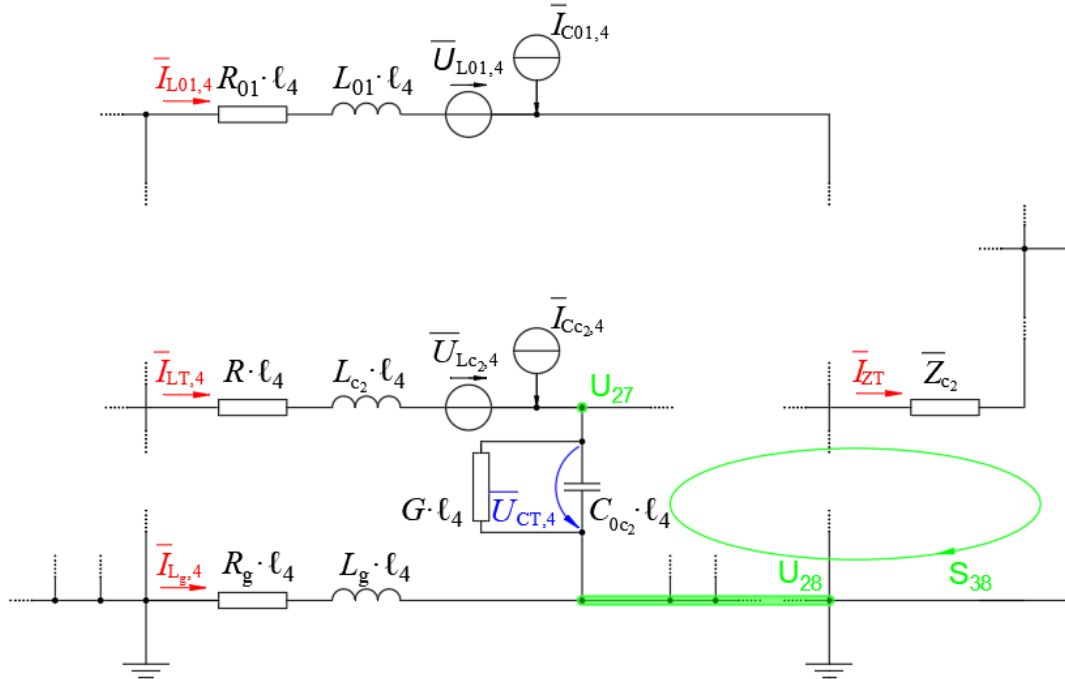 I̅C01,4
U̅L01,4
I̅L01,4 R01·ℓ4 L01·ℓ4
I̅Cc2,4
U̅Lc2,4
I̅LT,4 R·ℓ4 Lc2·ℓ4 U27 I̅ZT Z̅c2
G·ℓ4 U̅CT,4 C0c2·ℓ4
I̅Lg,4 Rg·ℓ4 Lg·ℓ4 U28 S38